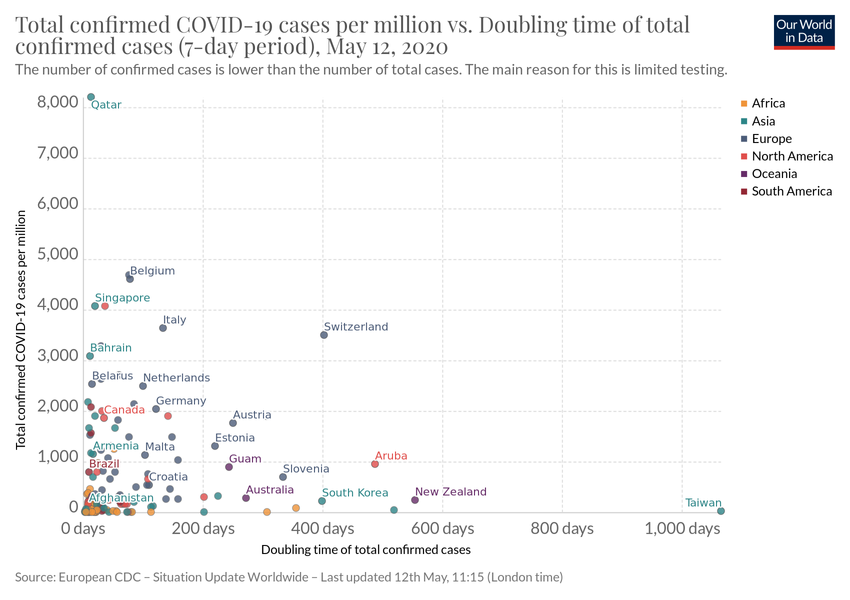 Total confirmed COVID-19 cases per million vs. Doubling time of total
confirmed cases (7-day period), May 12, 2020
Our World
in Data
The number of confirmed cases is lower than the number of total cases. The main reason for this is limited testing.
Africa
Asia
Europe
North America
Oceania
South America
Total confirmed COVID-19 cases per million
8,000
7,000
6,000
5,000
4,000
3,000
2,000
1,000
0
Qatar
Belgium
Singapore
Italy
Switzerland
Bahrain
Belarus
Netherlands
Germany
Canada
Austria
Estonia
Armenia
Malta
Guam
Aruba
Brazil
Slovenia
Croatia
Australia
South Korea
New Zealand
Afghanistan
Taiwan
0 days
200 days
400 days
600 days
800 days
1,000 days
Doubling time of total confirmed cases
Source: European CDC – Situation Update Worldwide – Last updated 12th May, 11:15 (London time)